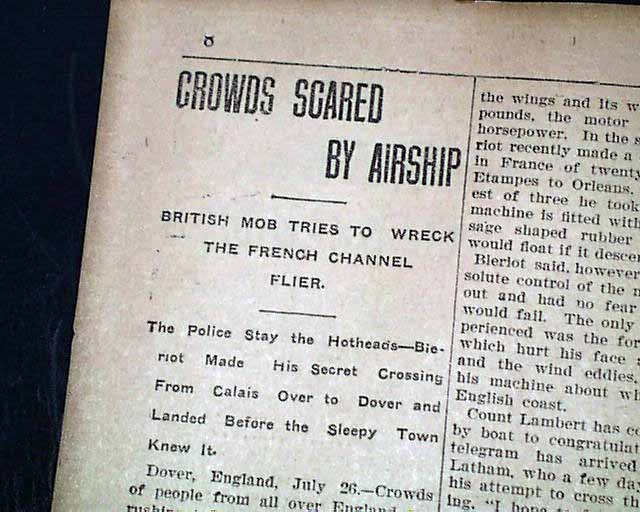 8
CROWDS SCARED
BY AIRSHIP
BRITISH MOB TRIES TO WRECK
THE FRENCH CHANNEL
FLIER.
The Police Stay the Hotheads—Ble-
riot Made His Secret Crossing
From Calais Over to Dover and
Landed Before the Sleepy Town
Knew It.
Dover, England, July 26.—Crowds
of people from all over England
the wings and its
pounds, the motor
horsepower. In the
riot recently made a
in France of twenty
Etampes to Orleans.
est of three he took
machine is fitted with
sage shaped rubber
would float if it
Bleriot said, however
solute control of the
out and had no fear
would fail. The only
perienced was the
which hurt his face
and the wind eddies,
his machine about
English coast.
Count Lambert has
by boat to
telegram has arrived
Latham, who a few
his attempt to cross
ing. "I hope